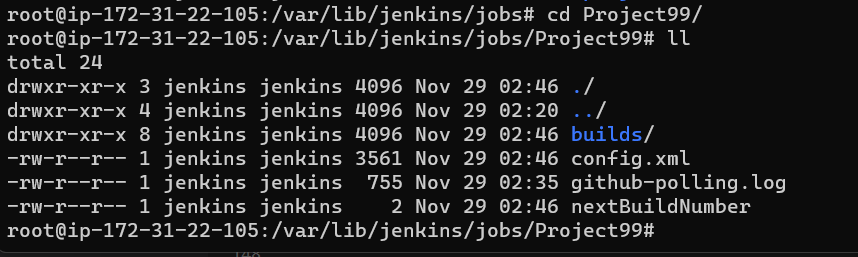 root@ip-172-31-22-105:/var/lib/jenkins/jobs# cd Project99/
root@ip-172-31-22-105:/var/lib/jenkins/jobs/Project99# ll
total 24
drwxr-xr-x 3 jenkins jenkins 4096 Nov 29 02:46 ./
drwxr-xr-x 4 jenkins jenkins 4096 Nov 29 02:20 ../
drwxr-xr-x 8 jenkins jenkins 4096 Nov 29 02:46 builds/
-rw-r--r-- 1 jenkins jenkins 3561 Nov 29 02:46 config.xml
-rw-r--r-- 1 jenkins jenkins  755 Nov 29 02:35 github-polling.log
-rw-r--r-- 1 jenkins jenkins    2 Nov 29 02:46 nextBuildNumber
root@ip-172-31-22-105:/var/lib/jenkins/jobs/Project99#